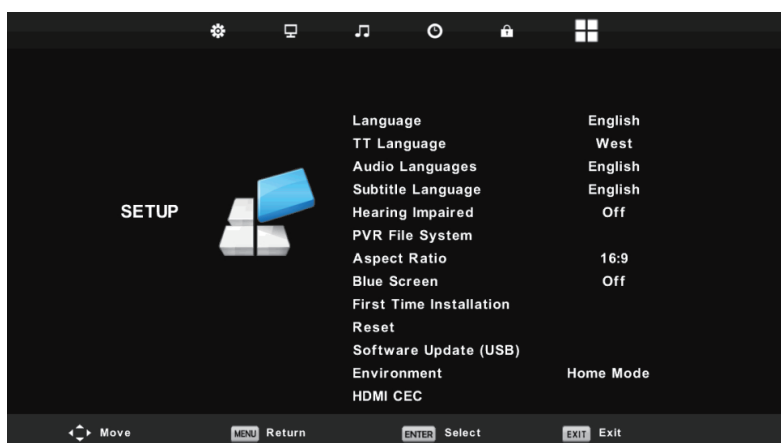 Language English
TT Language West
Audio Languages English
Subtitle Language English
SETUP Hearing Impaired Off
PVR File System
Aspect Ratio 16:9
Blue Screen Off
First Time Installation
Reset
Software Update (USB)
Environment Home Mode
HDMI CEC
Move MENU Return ENTER Select EXIT Exit